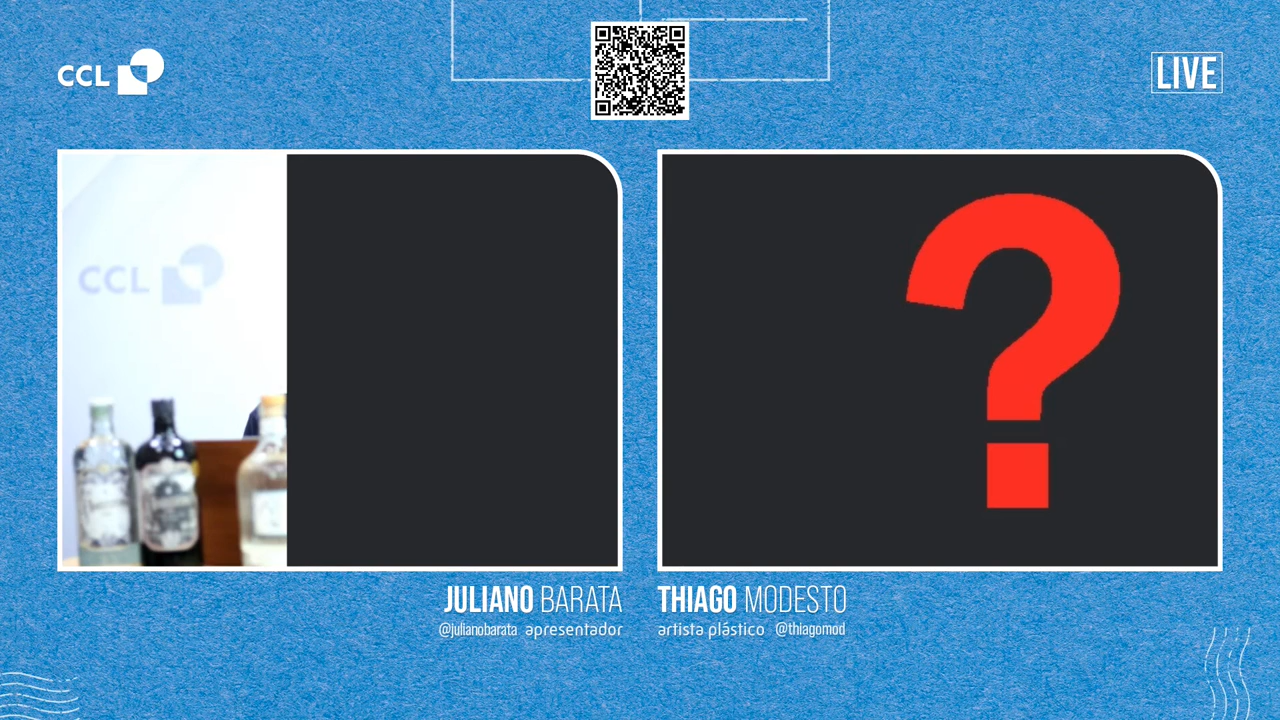 CCL
LIVE
CCL
?
JULIANO BARATA
@julianobarata apresentador
THIAGO MODESTO
artista plástico @thiagomod